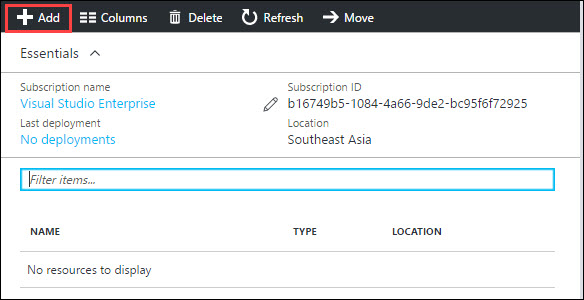 Add Columns Delete Refresh Move
Essentials
Subscription name Subscription ID
Visual Studio Enterprise b16749b5-1084-4a66-9de2-bc95f6f72925
Last deployment Location
No deployments Southeast Asia
Filter items...
NAME TYPE LOCATION
No resources to display